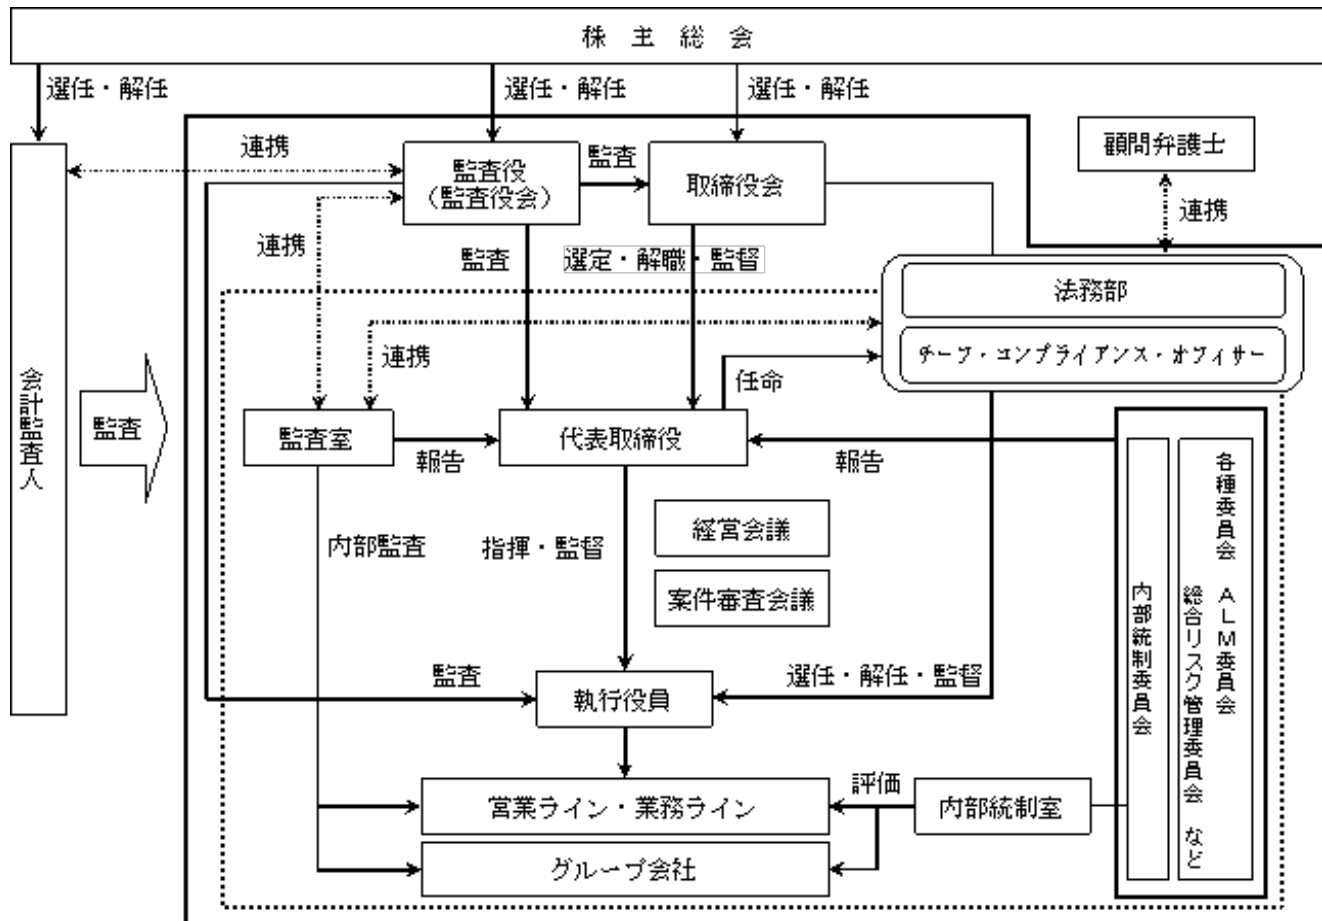 株主総会
選任・解任
選任・解任
選任・解任
顧問弁護士
連携
監査役
（監査役会）
監査
取締役会
連携
連携
監査
選定・解職・監督
法務部
チーフ・コンプライアンス・オフィサー
連携
任命
会計監査人
監査
監査室
報告
代表取締役
報告
内部監査
指揮・監督
経営会議
案件審査会議
各種委員会　ＡＬＭ委員会
総合リスク管理委員会　など
内部統制委員会
監査
執行役員
選任・解任・監督
営業ライン・業務ライン
評価
内部統制室
グループ会社